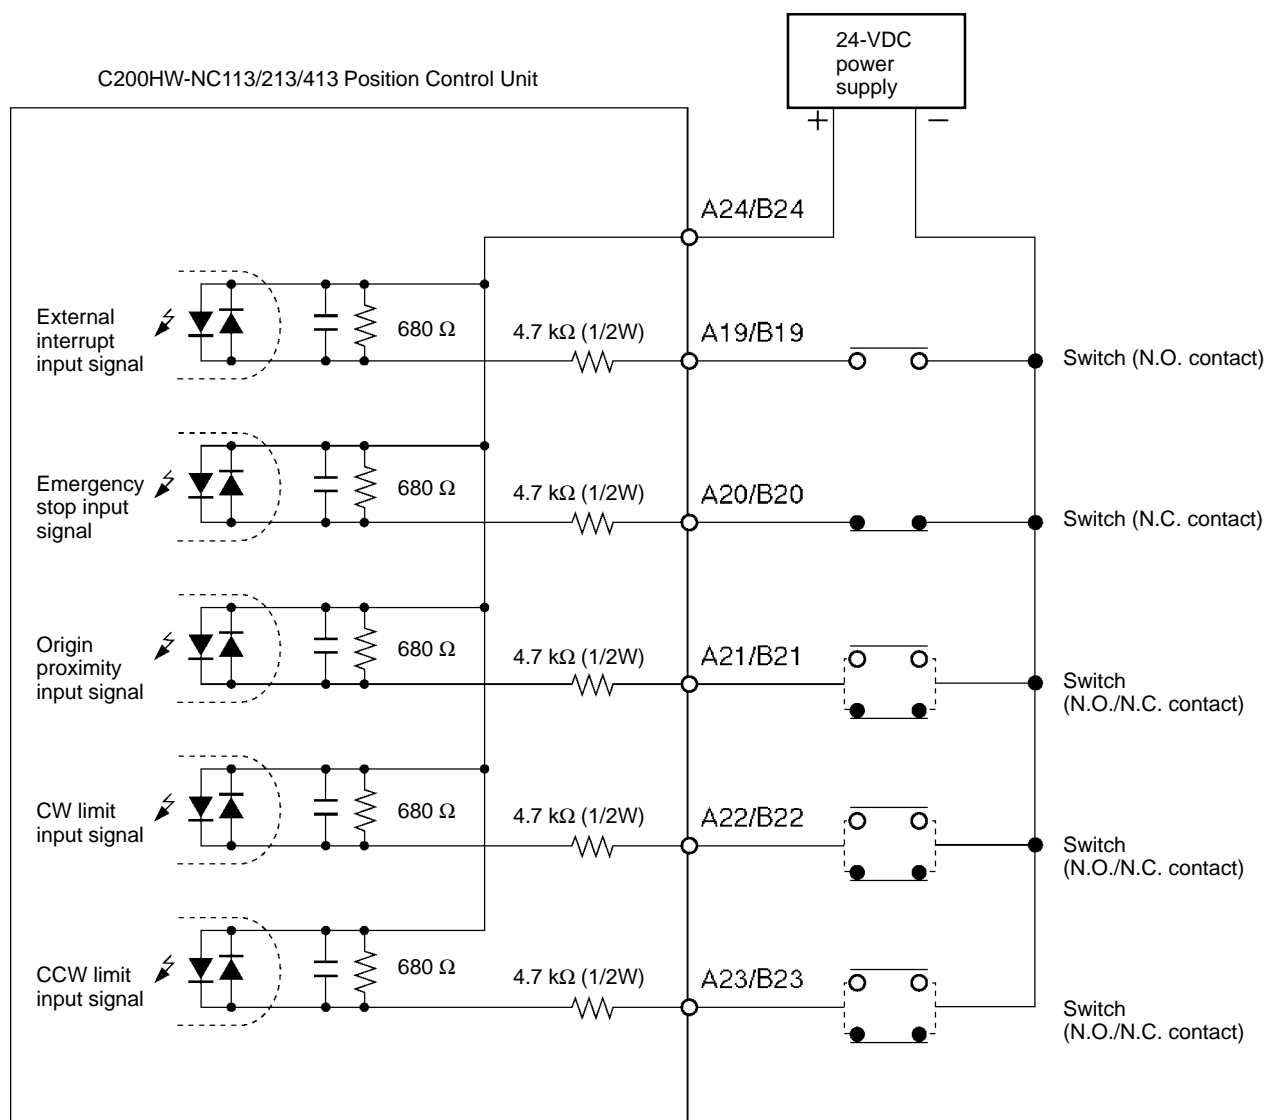 24-VDC
power
supply
C200HW-NC113/213/413 Position Control Unit
+
−
A24/B24
External
interrupt
input signal
680 Ω
4.7 kΩ (1/2W)
A19/B19
Switch (N.O. contact)
Emergency
stop input
signal
680 Ω
4.7 kΩ (1/2W)
A20/B20
Switch (N.C. contact)
Origin
proximity
input signal
680 Ω
4.7 kΩ (1/2W)
A21/B21
Switch
(N.O./N.C. contact)
CW limit
input signal
680 Ω
4.7 kΩ (1/2W)
A22/B22
Switch
(N.O./N.C. contact)
CCW limit
input signal
680 Ω
4.7 kΩ (1/2W)
A23/B23
Switch
(N.O./N.C. contact)